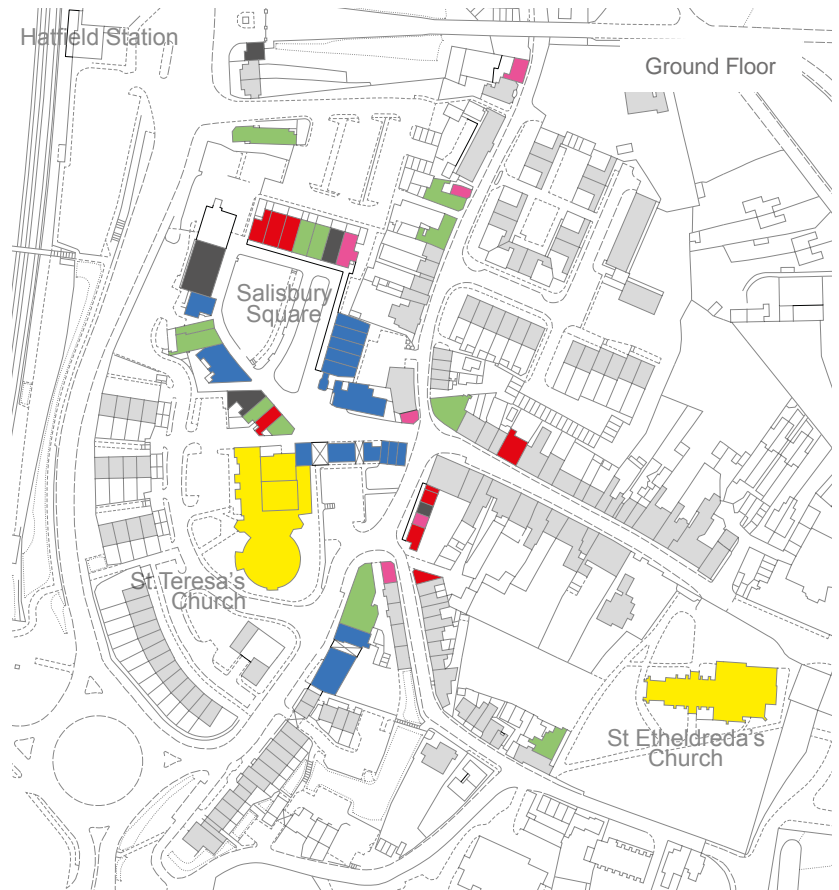 Hatfield Station
Ground Floor
Salisbury
Square
St Teresa's
Church
St Etheldreda's
Church